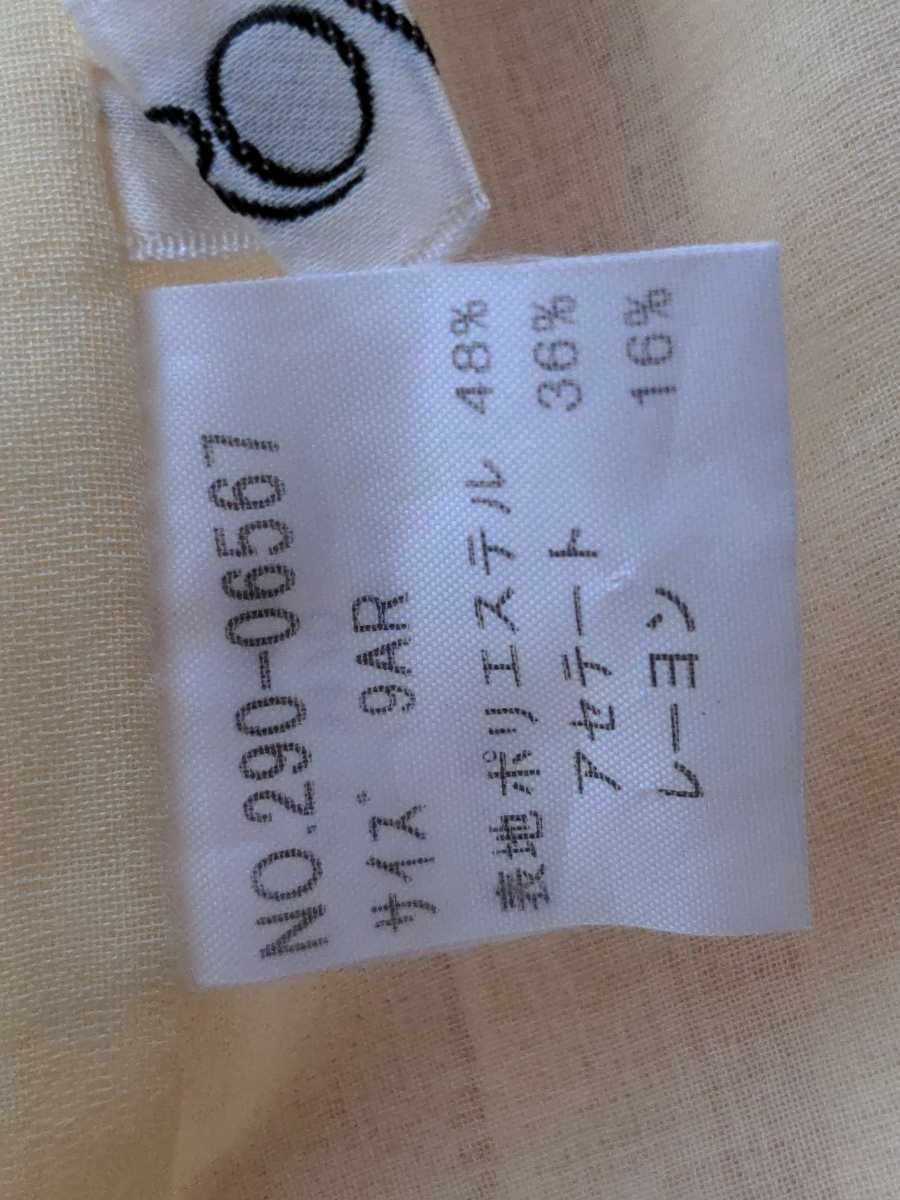 NO.290-06567
サイズ 9AR
表地ポリエステル 48%
アセテート 36%
レーヨン 16%